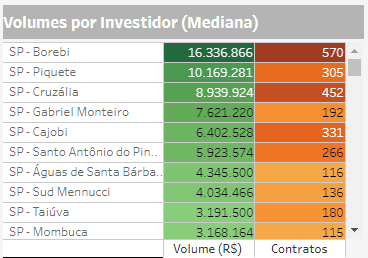 Volumes por Investidor (Mediana)
SP - Borebi 16.336.866 570
SP - Piquete 10.169.281 305
SP - Cruzália 8.939.924 452
SP - Gabriel Monteiro 7.621.220 192
SP - Cajobi 6.402.528 331
SP - Santo Antônio do Pin.. 5.923.574 266
SP - Águas de Santa Bárba.. 4.345.500 116
SP - Sud Mennucci 4.034.466 136
SP - Taiúva 3.191.500 180
SP - Mombuca 3.168.164 115
Volume (R$) Contratos